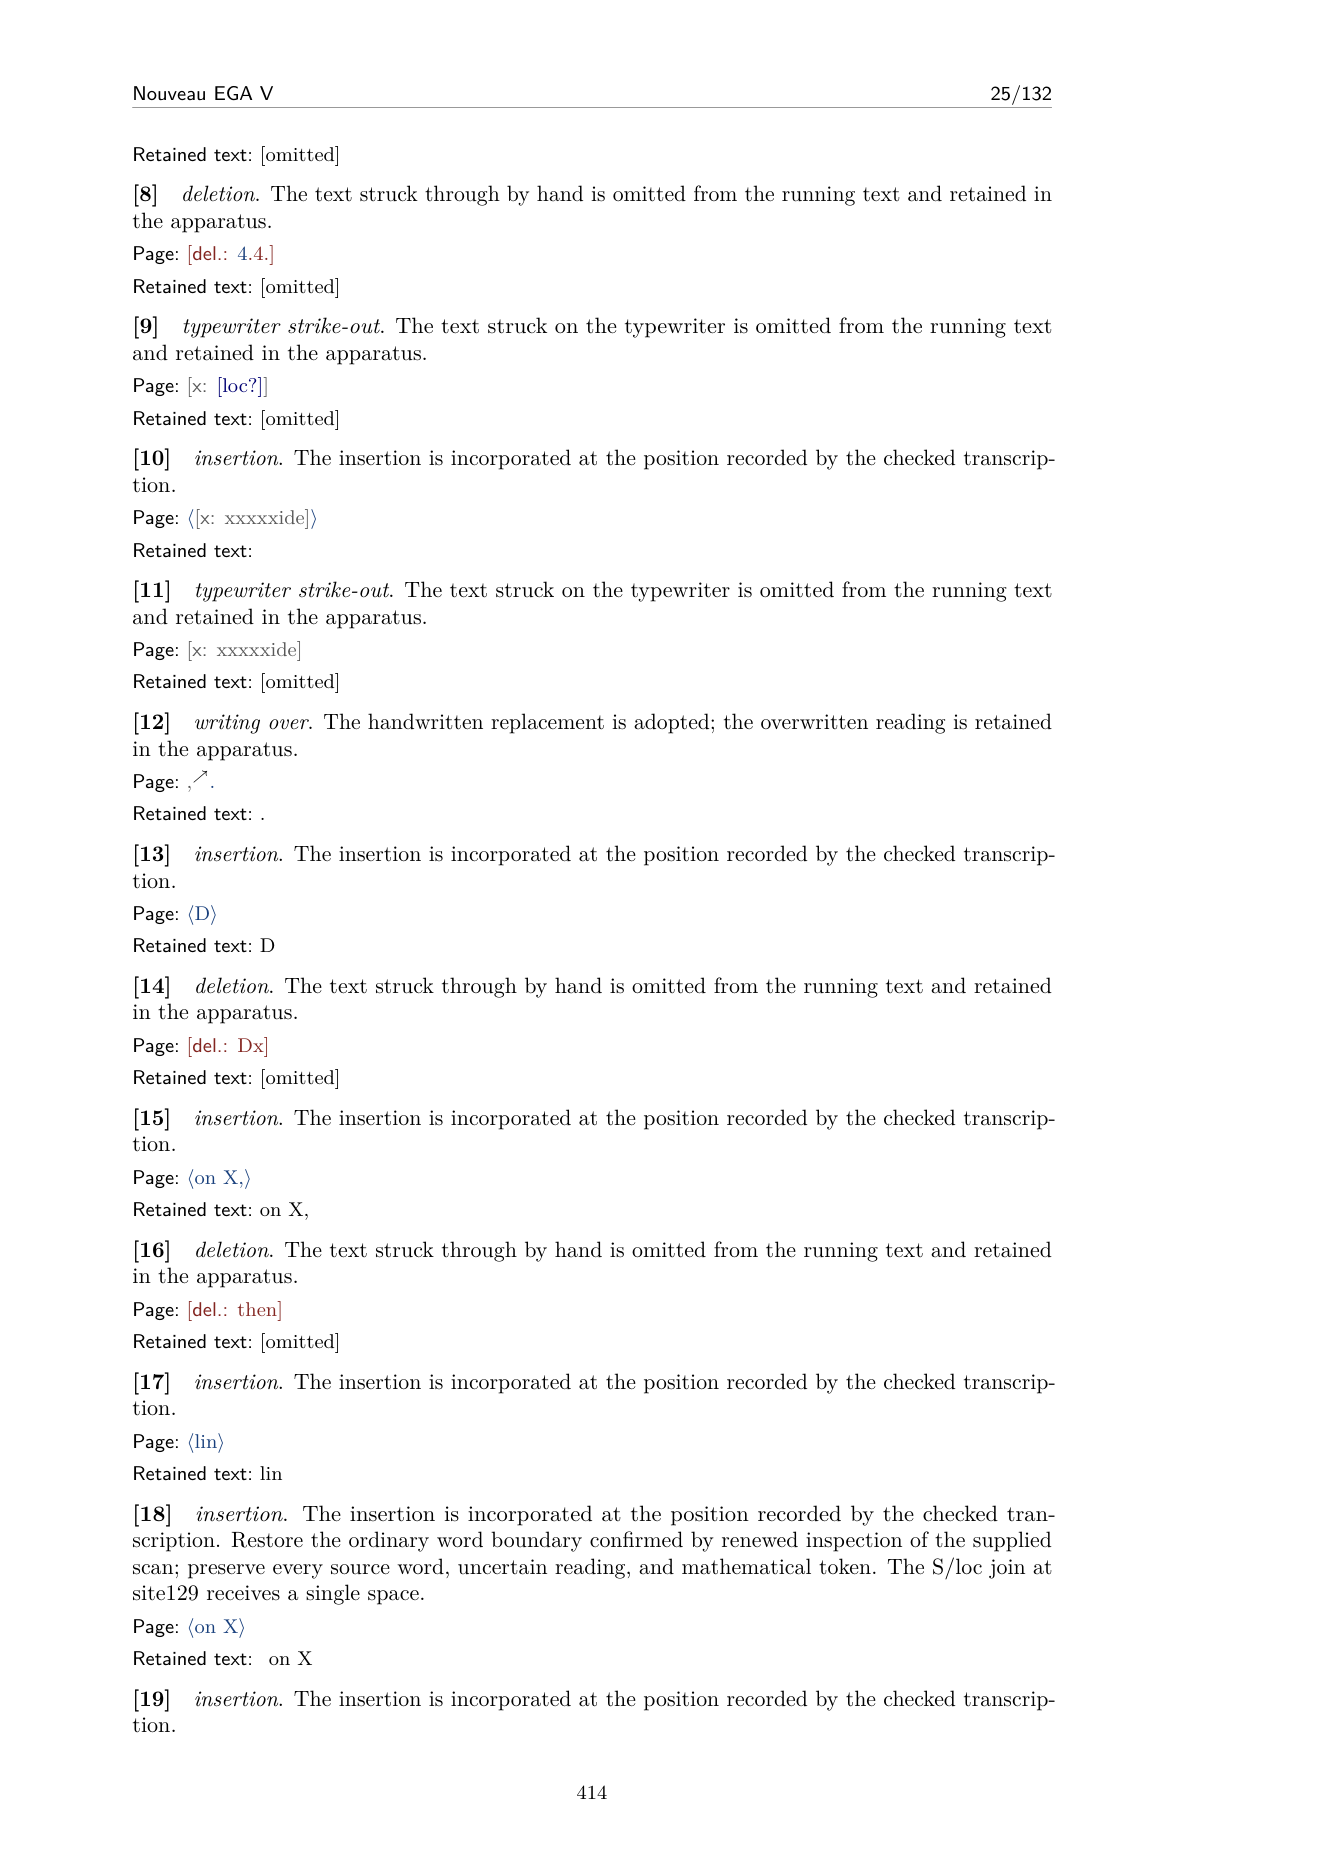 Nouveau EGA V 25/132
Retained text: [omitted]
[8] deletion. The text struck through by hand is omitted from the running text and retained in
the apparatus.
Page: [del.: 4.4.]
Retained text: [omitted]
[9] typewriter strike-out. The text struck on the typewriter is omitted from the running text
and retained in the apparatus.
Page: [x: [loc?]]
Retained text: [omitted]
[10] insertion. The insertion is incorporated at the position recorded by the checked transcrip-
tion.
Page: ⟨[x: xxxxxide]⟩
Retained text:
[11] typewriter strike-out. The text struck on the typewriter is omitted from the running text
and retained in the apparatus.
Page: [x: xxxxxide]
Retained text: [omitted]
[12] writing over. The handwritten replacement is adopted; the overwritten reading is retained
in the apparatus.
Page: ,↗.
Retained text: .
[13] insertion. The insertion is incorporated at the position recorded by the checked transcrip-
tion.
Page: ⟨D⟩
Retained text: D
[14] deletion. The text struck through by hand is omitted from the running text and retained
in the apparatus.
Page: [del.: Dx]
Retained text: [omitted]
[15] insertion. The insertion is incorporated at the position recorded by the checked transcrip-
tion.
Page: ⟨on X,⟩
Retained text: on X,
[16] deletion. The text struck through by hand is omitted from the running text and retained
in the apparatus.
Page: [del.: then]
Retained text: [omitted]
[17] insertion. The insertion is incorporated at the position recorded by the checked transcrip-
tion.
Page: ⟨lin⟩
Retained text: lin
[18] insertion. The insertion is incorporated at the position recorded by the checked tran-
scription. Restore the ordinary word boundary confirmed by renewed inspection of the supplied
scan; preserve every source word, uncertain reading, and mathematical token. The S/loc join at
site129 receives a single space.
Page: ⟨on X⟩
Retained text: on X
[19] insertion. The insertion is incorporated at the position recorded by the checked transcrip-
tion.
414